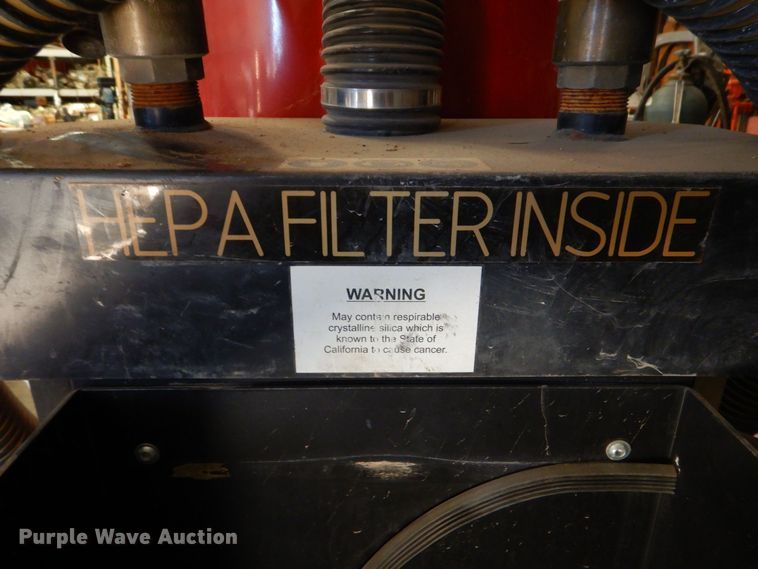 HEPA FILTER INSIDE
WARNING
May contain respirable
crystalline silica which is
known to the State of
California to cause cancer.
Purple Wave Auction